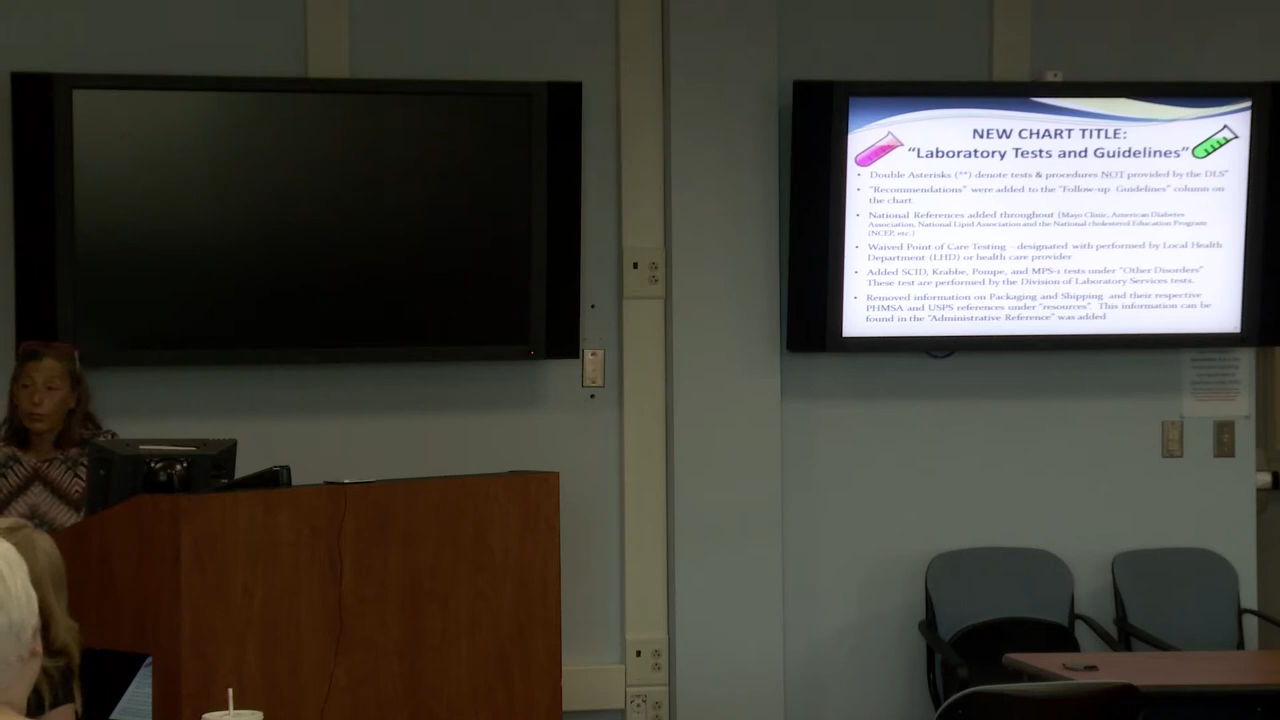 NEW CHART TITLE:
“Laboratory Tests and Guidelines”
• Double Asterisks (**) denote tests & procedures NOT provided by the DLS”
• “Recommendations” were added to the “Follow-up Guidelines” column on
the chart
• National References added throughout (Mayo Clinic, American Diabetes
Association, National Lipid Association and the National cholesterol Education Program
(NCEP, etc.)
• Waived Point of Care Testing – designated with performed by Local Health
Department (LHD) or health care provider
• Added SCID, Krabbe, Pompe, and MPS-1 tests under “Other Disorders”
These test are performed by the Division of Laboratory Services tests.
• Removed information on Packaging and Shipping and their respective
PHMSA and USPS references under “resources”. This information can be
found in the “Administrative Reference” was added